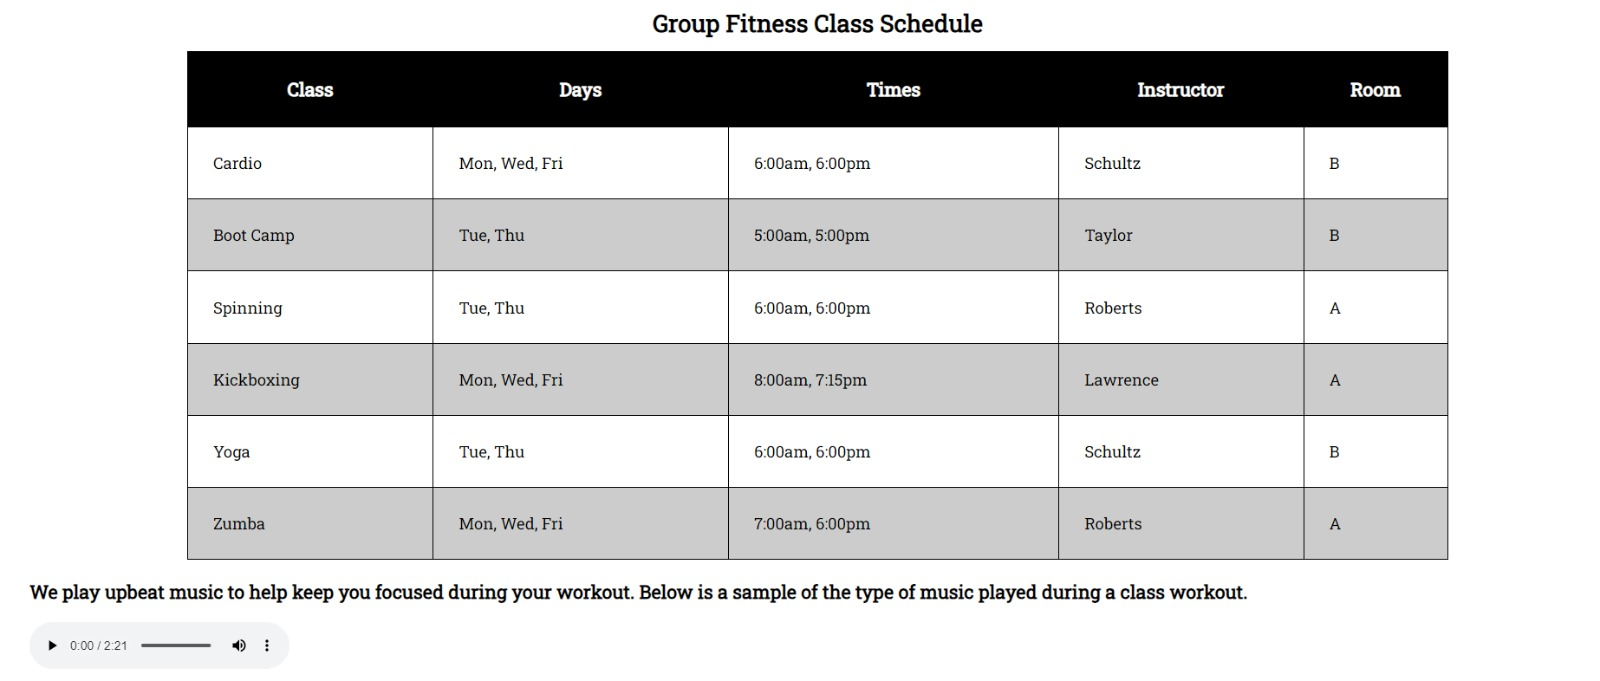 Group Fitness Class Schedule
Class Days Times Instructor Room
Cardio Mon, Wed, Fri 6:00am, 6:00pm Schultz B
Boot Camp Tue, Thu 5:00am, 5:00pm Taylor B
Spinning Tue, Thu 6:00am, 6:00pm Roberts A
Kickboxing Mon, Wed, Fri 8:00am, 7:15pm Lawrence A
Yoga Tue, Thu 6:00am, 6:00pm Schultz B
Zumba Mon, Wed, Fri 7:00am, 6:00pm Roberts A
We play upbeat music to help keep you focused during your workout. Below is a sample of the type of music played during a class workout.
0:00 / 2:21